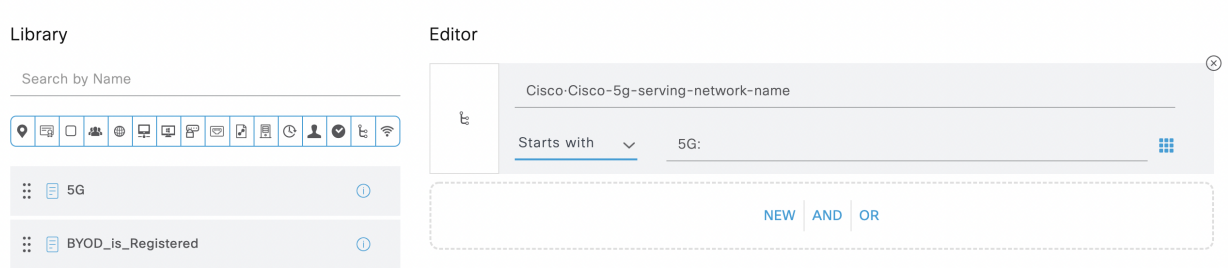 Library
Search by Name
5G
BYOD_is_Registered
Editor
Cisco·Cisco-5g-serving-network-name
Starts with
5G:
NEW AND OR